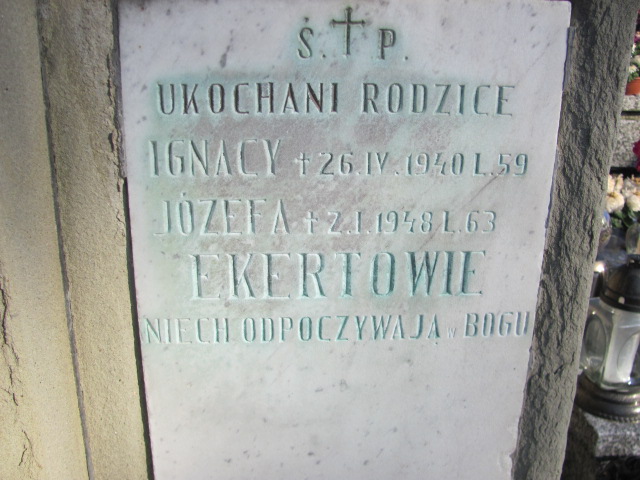 Ś.✝P.
UKOCHANI RODZICE
IGNACY ✝26.IV.1940 L.59
JÓZEFA ✝2.I.1948 L.63
EKERTOWIE
NIECH ODPOCZYWAJĄ w BOGU